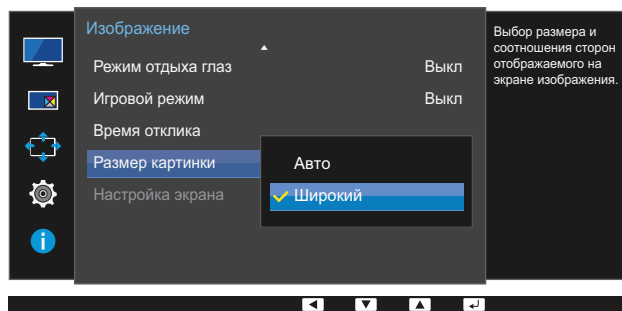 Изображение
Режим отдыха глаз Выкл
Игровой режим Выкл
Время отклика
Размер картинки
Настройка экрана
Авто
Широкий
Выбор размера и
соотношения сторон
отображаемого на
экране изображения.